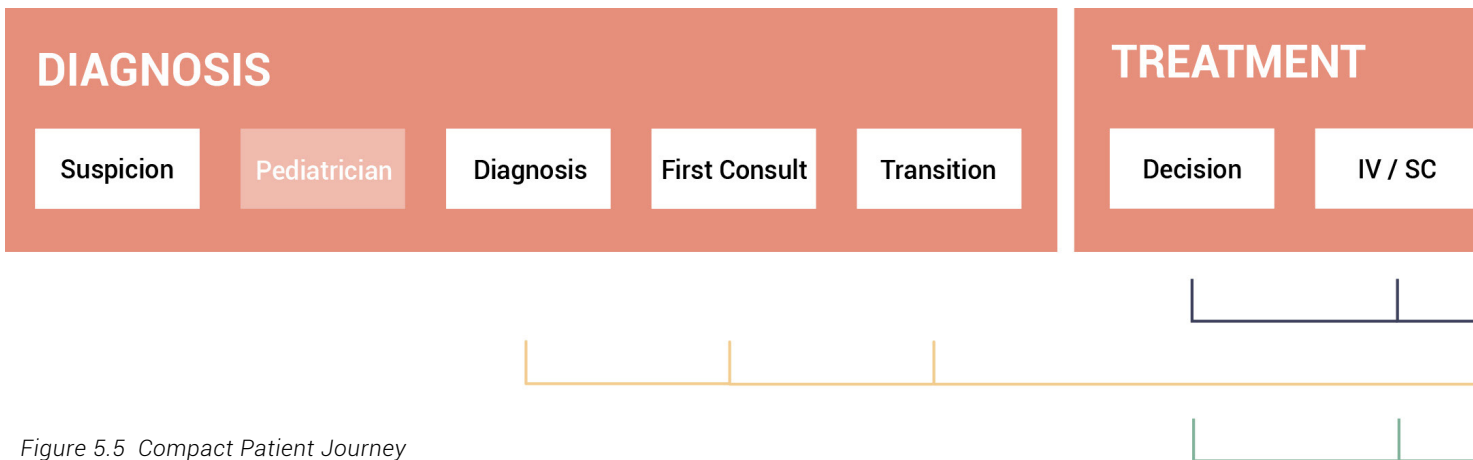 DIAGNOSIS
Suspicion
Pediatrician
Diagnosis
First Consult
Transition
TREATMENT
Decision
IV / SC
Figure 5.5 Compact Patient Journey